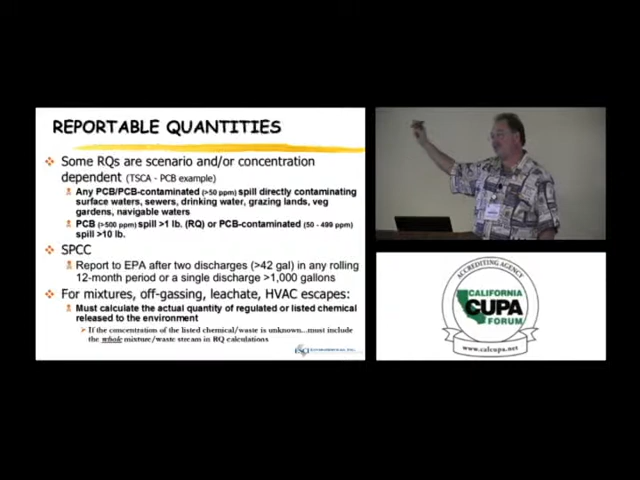 REPORTABLE QUANTITIES
Some RQs are scenario and/or concentration
dependent (TSCA - PCB example)
Any PCB/PCB-contaminated (>50 ppm) spill directly contaminating
surface waters, sewers, drinking water, grazing lands, veg
gardens, navigable waters
PCB (>500 ppm) spill >1 lb. (RQ) or PCB-contaminated (50 - 499 ppm)
spill >10 lb.
SPCC
Report to EPA after two discharges (>42 gal) in any rolling
12-month period or a single discharge >1,000 gallons
For mixtures, off-gassing, leachate, HVAC escapes:
Must calculate the actual quantity of regulated or listed chemical
released to the environment
If the concentration of the listed chemical/waste is unknown...must include
the whole mixture/waste stream in RQ calculations
ACCREDITING AGENCY
CALIFORNIA
CUPA
FORUM
www.calcupa.net